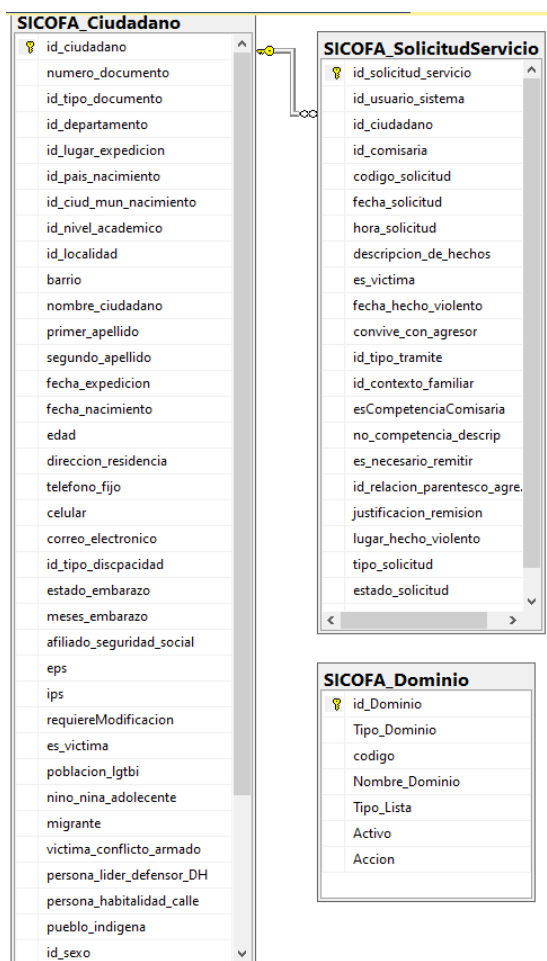 SICOFA_Ciudadano
id_ciudadano
numero_documento
id_tipo_documento
id_departamento
id_lugar_expedicion
id_pais_nacimiento
id_ciud_mun_nacimiento
id_nivel_academico
id_localidad
barrio
nombre_ciudadano
primer_apellido
segundo_apellido
fecha_expedicion
fecha_nacimiento
edad
direccion_residencia
telefono_fijo
celular
correo_electronico
id_tipo_discpacidad
estado_embarazo
meses_embarazo
afiliado_seguridad_social
eps
ips
requiereModificacion
es_victima
poblacion_lgtbi
nino_nina_adolecente
migrante
victima_conflicto_armado
persona_lider_defensor_DH
persona_habitalidad_calle
pueblo_indigena
id_sexo
SICOFA_SolicitudServicio
id_solicitud_servicio
id_usuario_sistema
id_ciudadano
id_comisaria
codigo_solicitud
fecha_solicitud
hora_solicitud
descripcion_de_hechos
es_victima
fecha_hecho_violento
convive_con_agresor
id_tipo_tramite
id_contexto_familiar
esCompetenciaComisaria
no_competencia_descrip
es_necesario_remitir
id_relacion_parentesco_agre.
justificacion_remision
lugar_hecho_violento
tipo_solicitud
estado_solicitud
SICOFA_Dominio
id_Dominio
Tipo_Dominio
codigo
Nombre_Dominio
Tipo_Lista
Activo
Accion